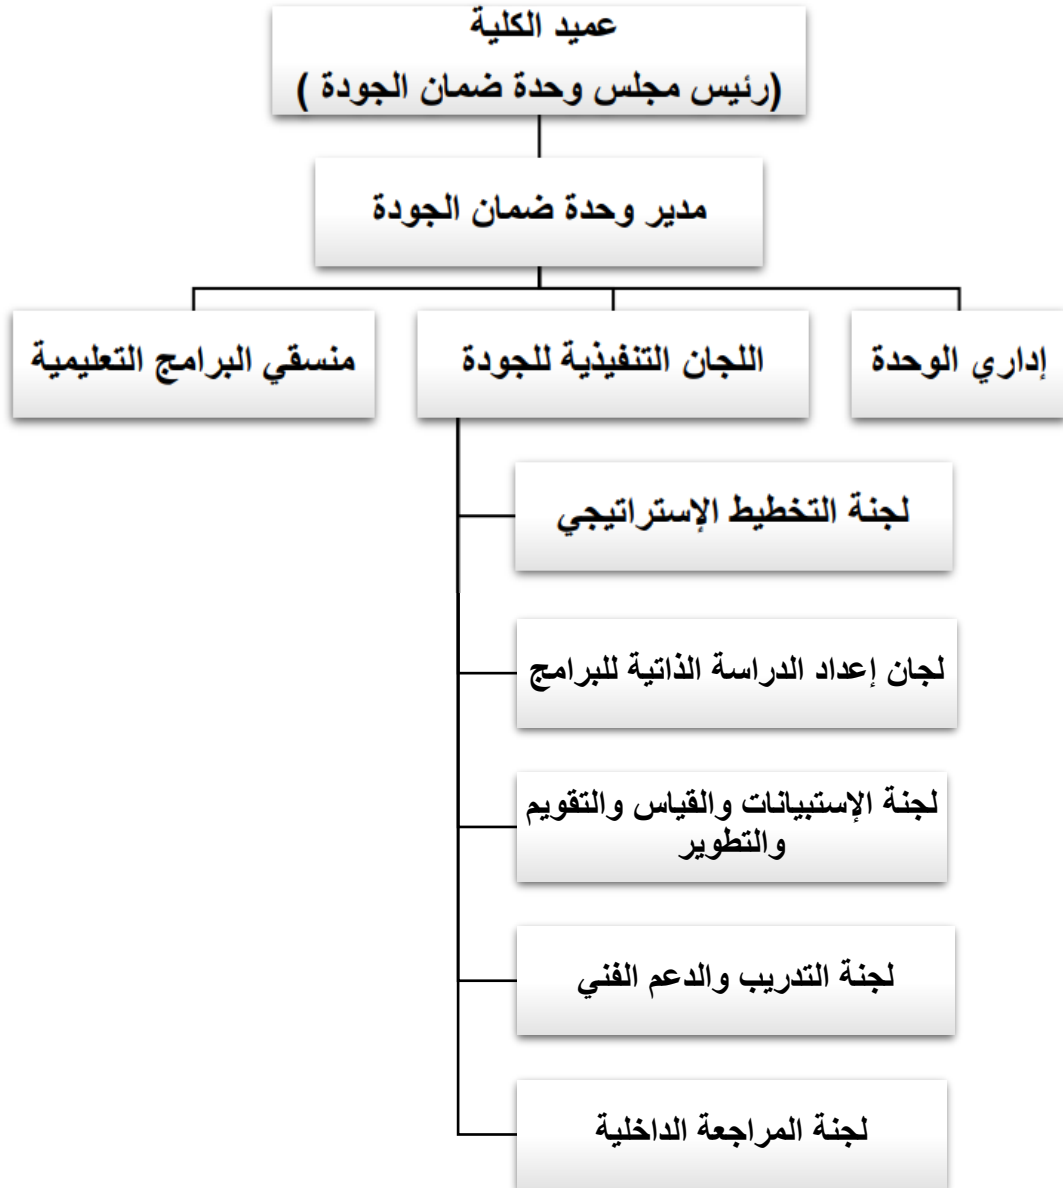 عميد الكلية
(رئيس مجلس وحدة ضمان الجودة )
مدير وحدة ضمان الجودة
إداري الوحدة
اللجان التنفيذية للجودة
منسقي البرامج التعليمية
لجنة التخطيط الإستراتيجي
لجان إعداد الدراسة الذاتية للبرامج
لجنة الإستبيانات والقياس والتقويم
والتطوير
لجنة التدريب والدعم الفني
لجنة المراجعة الداخلية